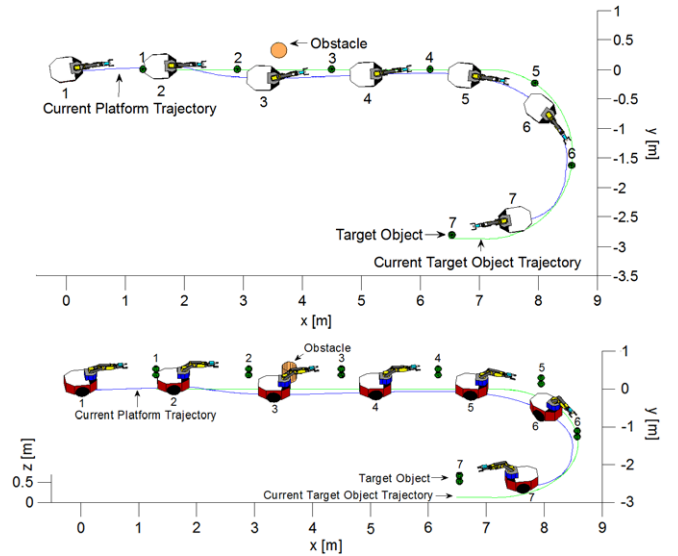 1
0.5
0
-0.5
-1
-1.5
-2
-2.5
-3
-3.5
y [m]
Obstacle
1 2 3 4 5 6 7
Current Platform Trajectory
1 2 3 4 5 6 7
Target Object
Current Target Object Trajectory
0 1 2 3 4 5 6 7 8 9
x [m]
Obstacle
1 2 3 4 5 6 7
1 2 3 4 5 6 7
Current Platform Trajectory
Target Object
Current Target Object Trajectory
1
0
-1
-2
-3
y [m]
z [m]
0.5
0
0 1 2 3 4 5 6 7 8 9
x [m]